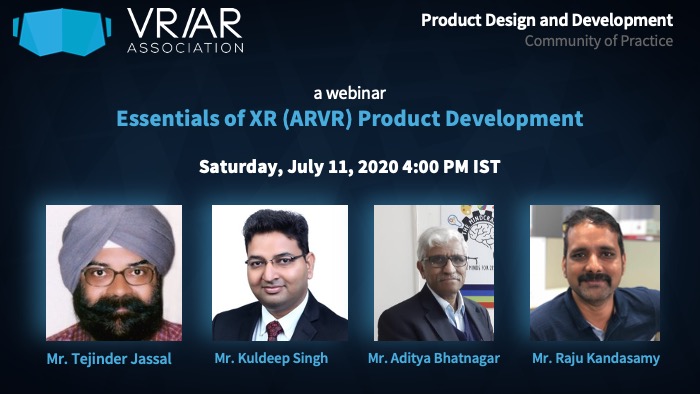 VR/AR
ASSOCIATION
Product Design and Development
Community of Practice
a webinar
Essentials of XR (ARVR) Product Development
Saturday, July 11, 2020 4:00 PM IST
Mr. Tejinder Jassal
Mr. Kuldeep Singh
Mr. Aditya Bhatnagar
Mr. Raju Kandasamy